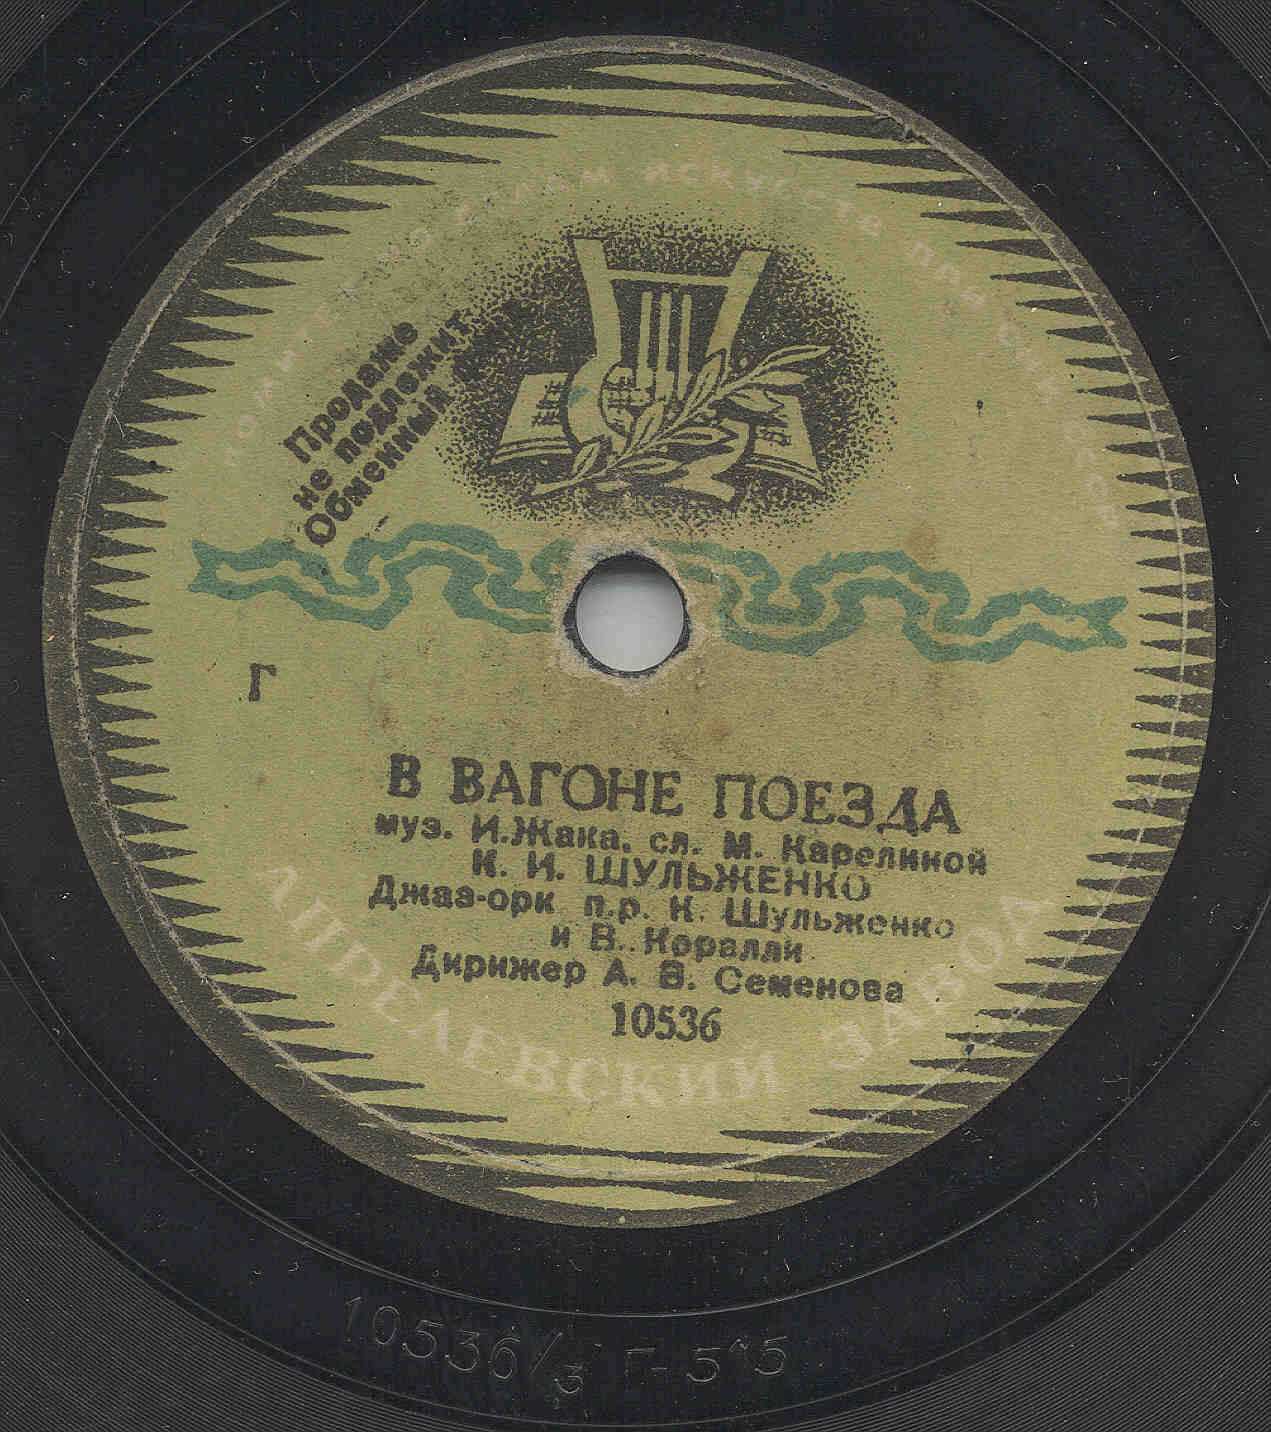 Продаже
не подлежит.
Обменный
Г
В ВАГОНЕ ПОЕЗДА
муз. И.Жака, сл. М. Карелиной
К. И. ШУЛЬЖЕНКО
Джаз-орк. п.р. К. Шульженко
и В. Коралли.
Дирижер А. В. Семенова
10536
АПРЕЛЕВСКИЙ ЗАВОД
10536/3 Г-515